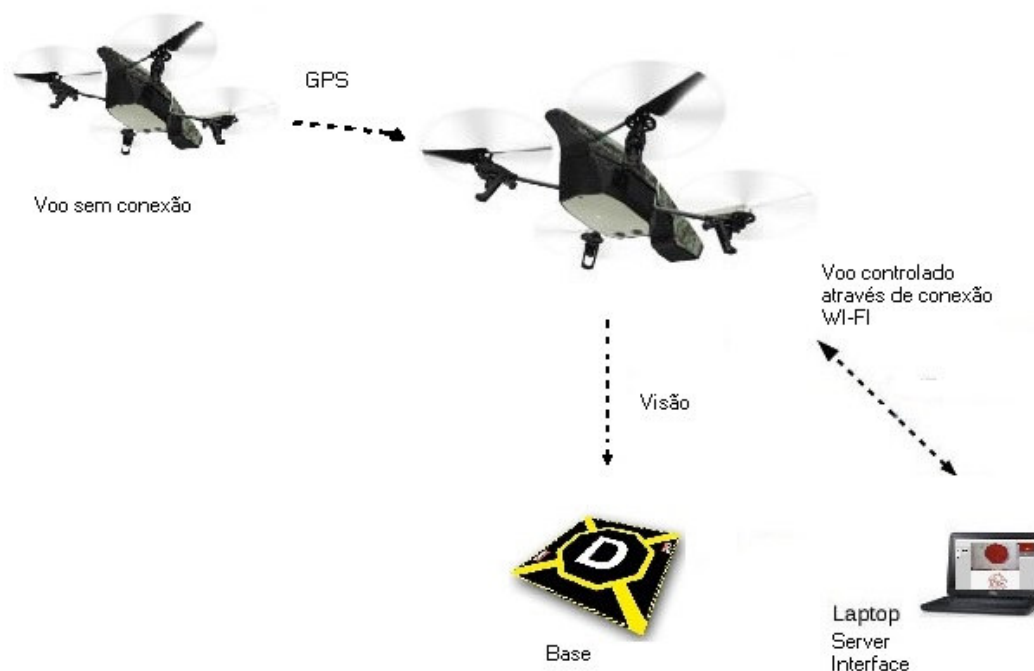 GPS
Voo sem conexão
Voo controlado
através de conexão
WI-FI
Visão
D
Base
Laptop
Server
Interface